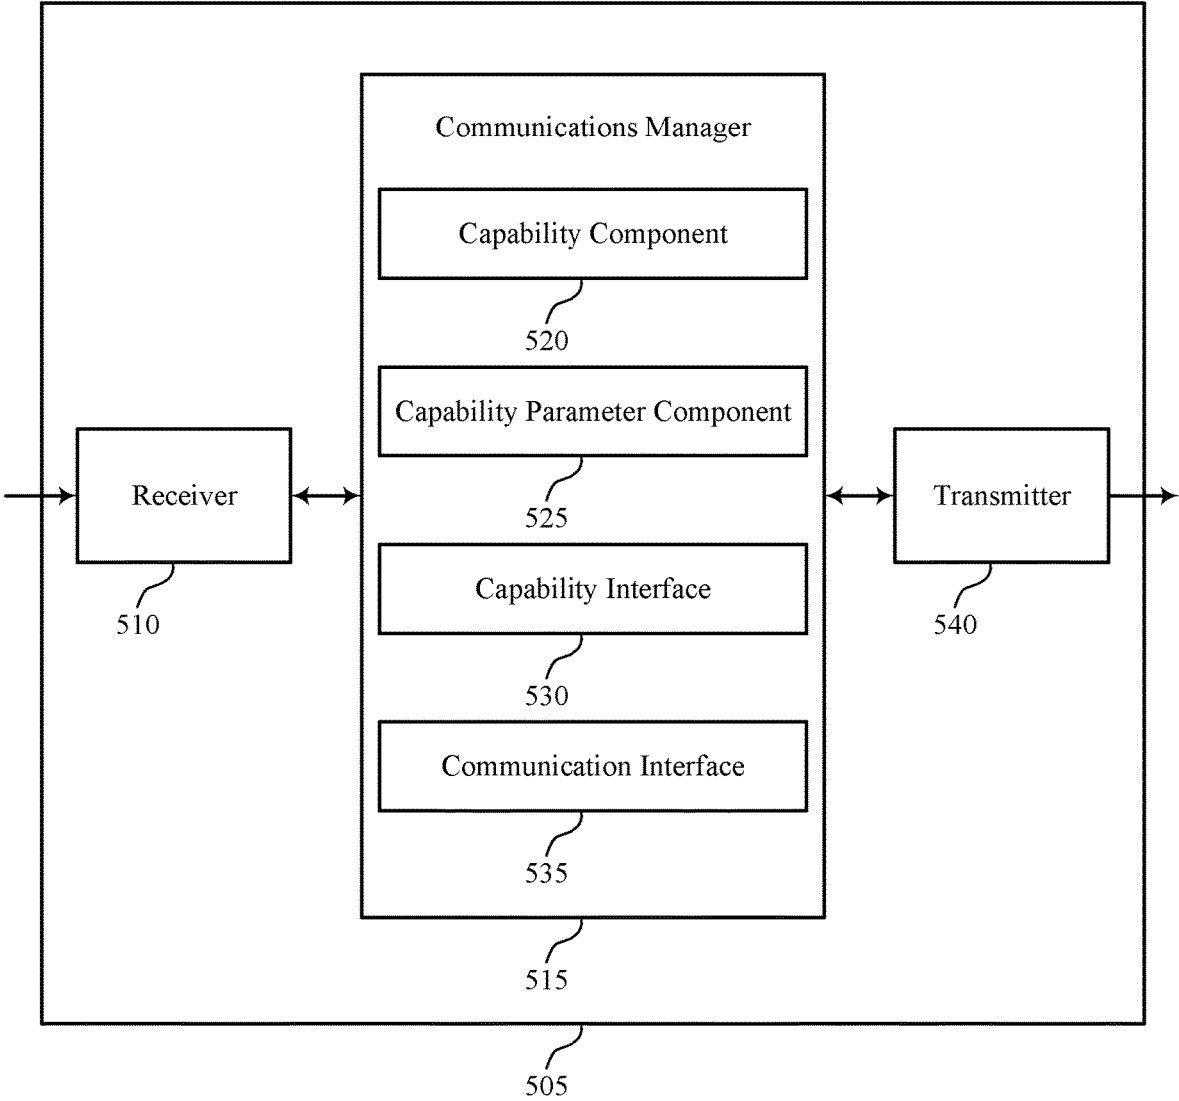 Communications Manager
Capability Component
520
Capability Parameter Component
525
Receiver
510
Transmitter
540
Capability Interface
530
Communication Interface
535
515
505